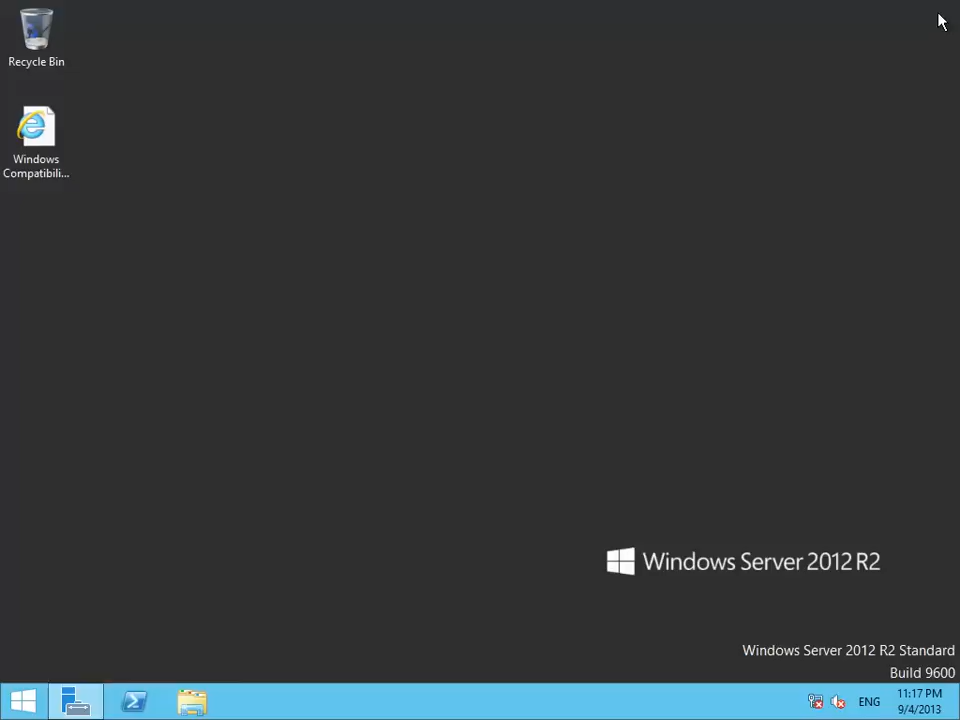 Recycle Bin
Windows
Compatibili...
Windows Server 2012 R2
Windows Server 2012 R2 Standard
Build 9600
ENG
11:17 PM
9/4/2013